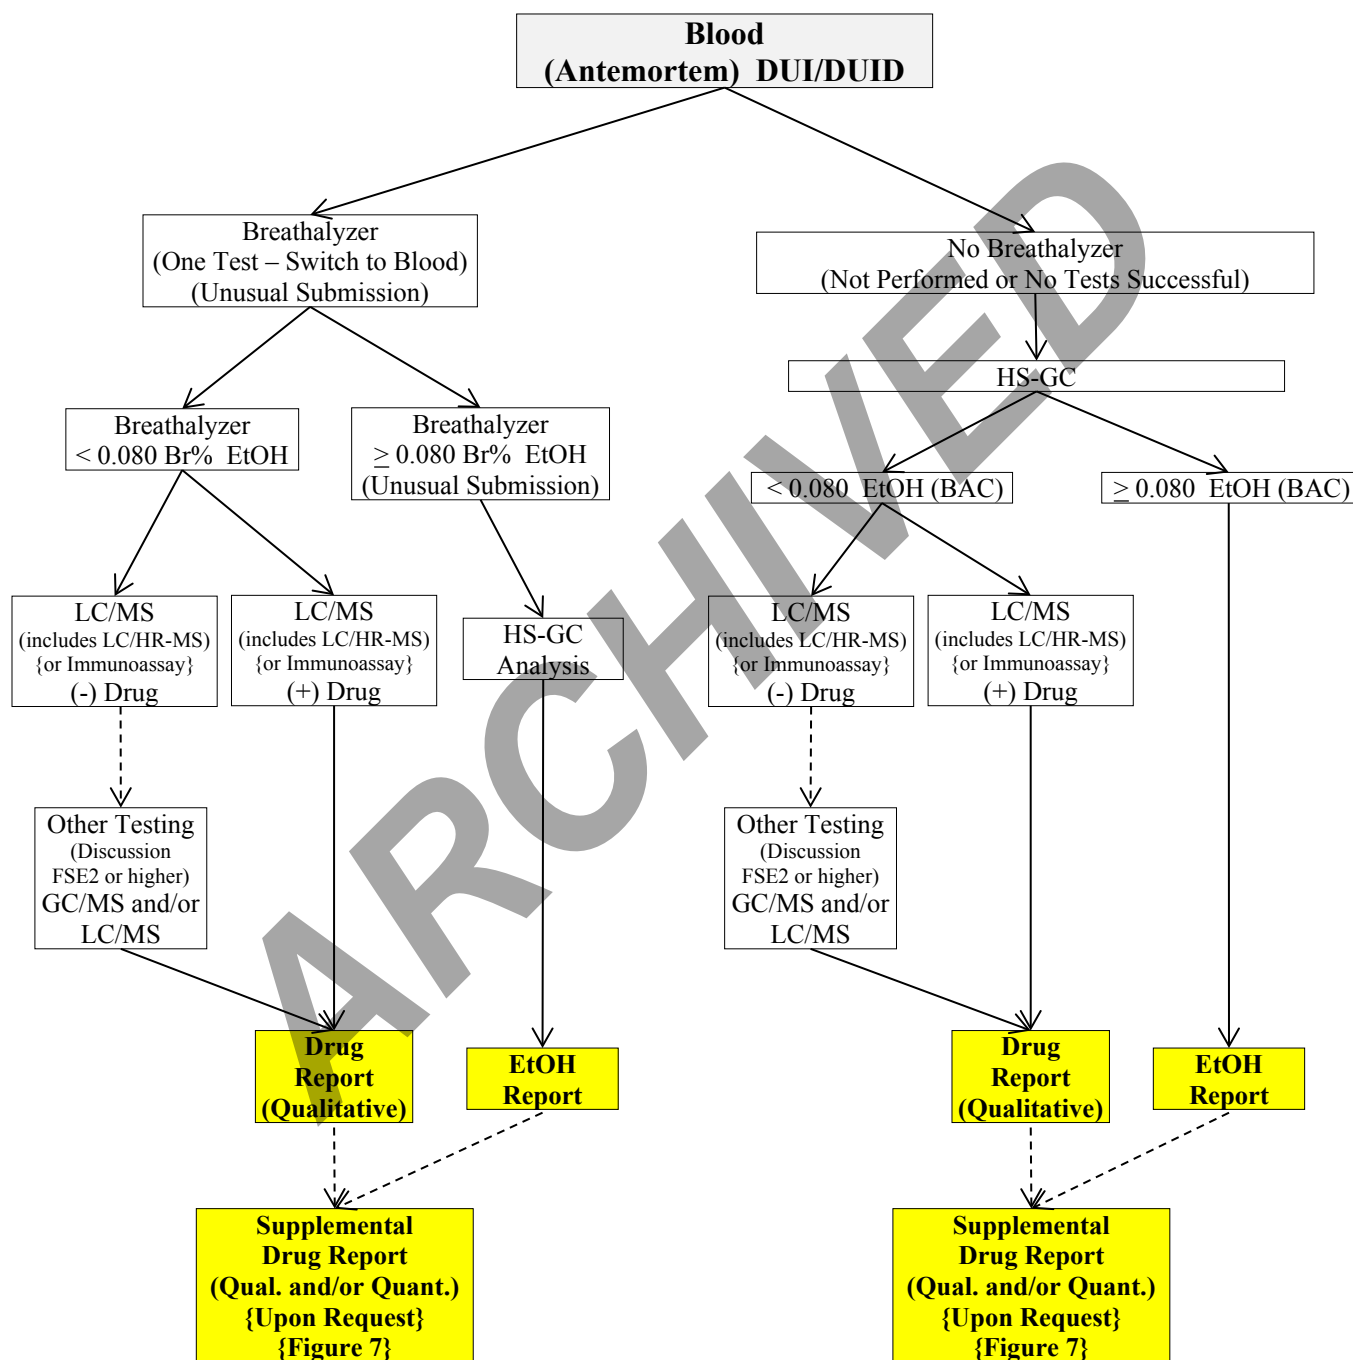 Blood
(Antemortem) DUI/DUID
Breathalyzer
(One Test – Switch to Blood)
(Unusual Submission)
No Breathalyzer
(Not Performed or No Tests Successful)
HS-GC
Breathalyzer
< 0.080 Br% EtOH
Breathalyzer
≥ 0.080 Br% EtOH
(Unusual Submission)
< 0.080 EtOH (BAC)
≥ 0.080 EtOH (BAC)
LC/MS
(includes LC/HR-MS)
{or Immunoassay}
(-) Drug
LC/MS
(includes LC/HR-MS)
{or Immunoassay}
(+) Drug
HS-GC
Analysis
LC/MS
(includes LC/HR-MS)
{or Immunoassay}
(-) Drug
LC/MS
(includes LC/HR-MS)
{or Immunoassay}
(+) Drug
Other Testing
(Discussion
FSE2 or higher)
GC/MS and/or
LC/MS
Other Testing
(Discussion
FSE2 or higher)
GC/MS and/or
LC/MS
Drug
Report
(Qualitative)
EtOH
Report
Drug
Report
(Qualitative)
EtOH
Report
Supplemental
Drug Report
(Qual. and/or Quant.)
{Upon Request}
{Figure 7}
Supplemental
Drug Report
(Qual. and/or Quant.)
{Upon Request}
{Figure 7}
ARCHIVED